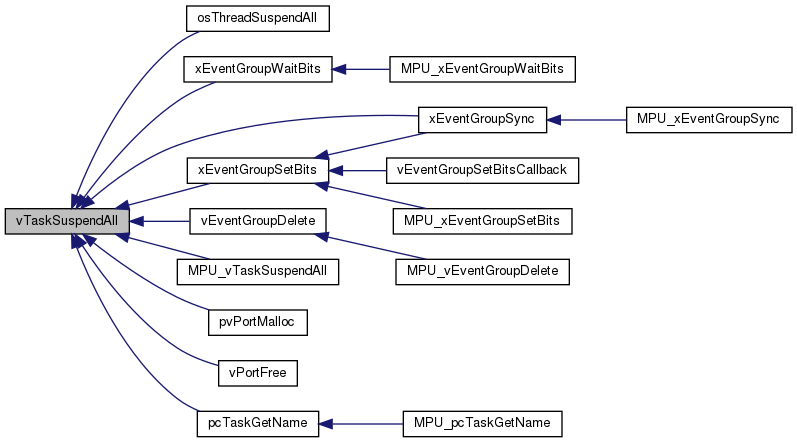 osThreadSuspendAll
xEventGroupWaitBits
MPU_xEventGroupWaitBits
xEventGroupSync
MPU_xEventGroupSync
xEventGroupSetBits
vEventGroupSetBitsCallback
vTaskSuspendAll
vEventGroupDelete
MPU_xEventGroupSetBits
MPU_vTaskSuspendAll
MPU_vEventGroupDelete
pvPortMalloc
vPortFree
pcTaskGetName
MPU_pcTaskGetName